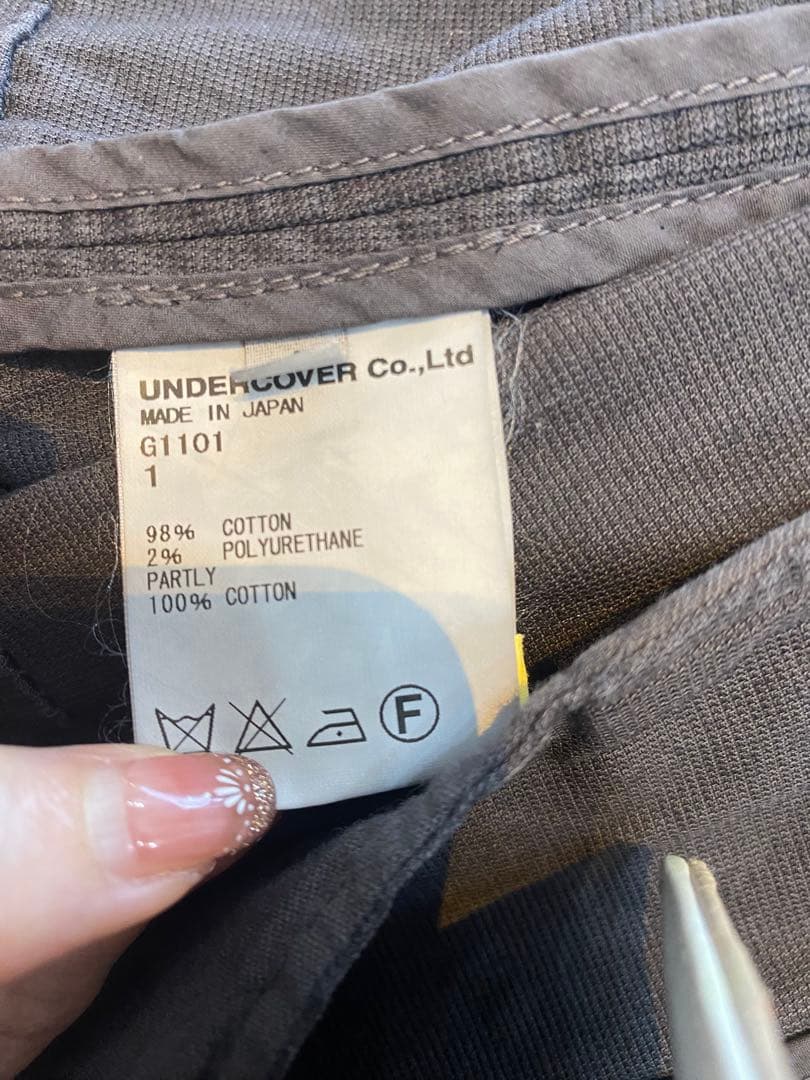 UNDERCOVER Co.,Ltd
MADE IN JAPAN
G1101
1
98% COTTON
2% POLYURETHANE
PARTLY
100% COTTON
F